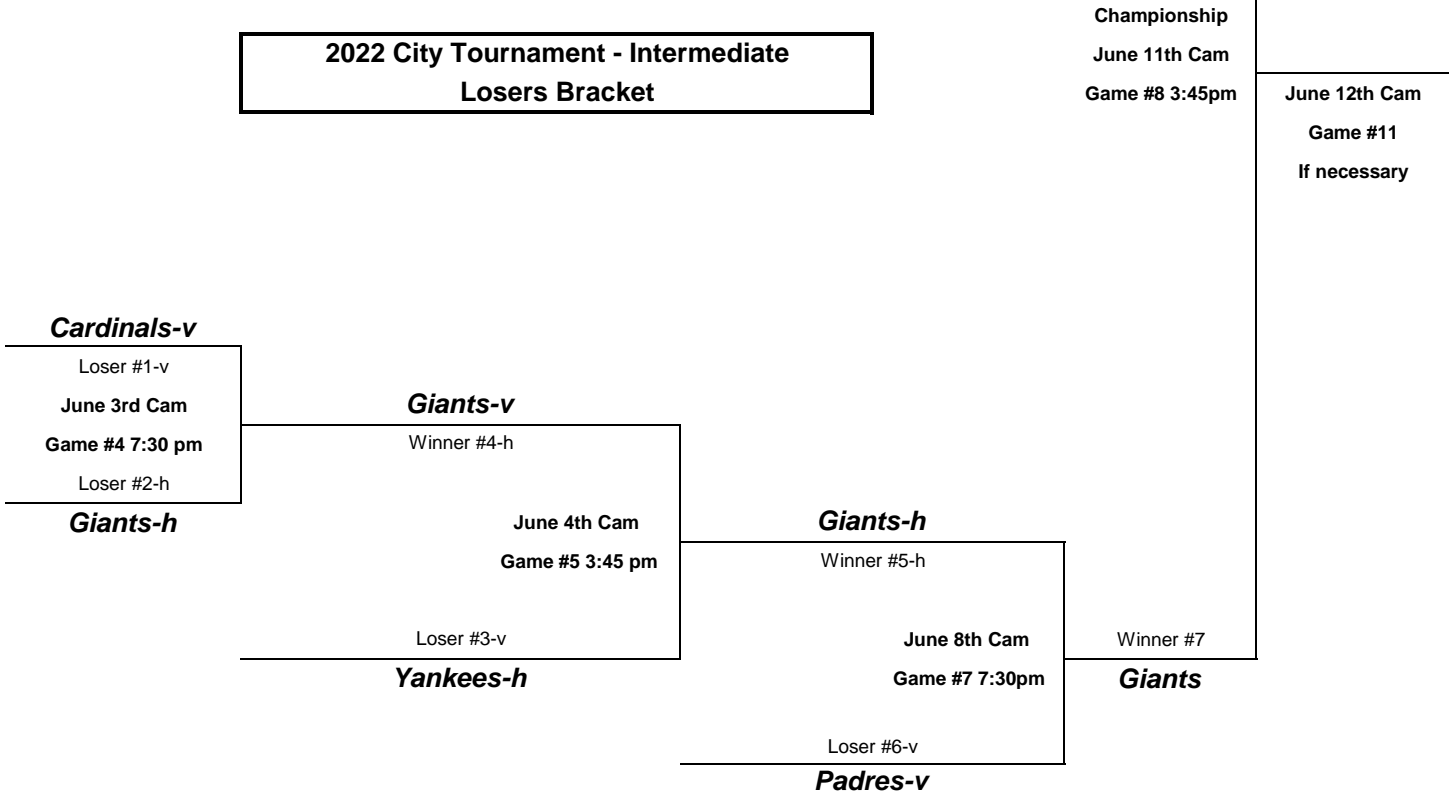 Championship
2022 City Tournament - Intermediate
Losers Bracket
June 11th Cam
Game #8 3:45pm
June 12th Cam
Game #11
If necessary
Cardinals-v
Loser #1-v
June 3rd Cam
Game #4 7:30 pm
Loser #2-h
Giants-h
Giants-v
Winner #4-h
June 4th Cam
Game #5 3:45 pm
Loser #3-v
Yankees-h
Giants-h
Winner #5-h
June 8th Cam
Game #7 7:30pm
Loser #6-v
Padres-v
Winner #7
Giants